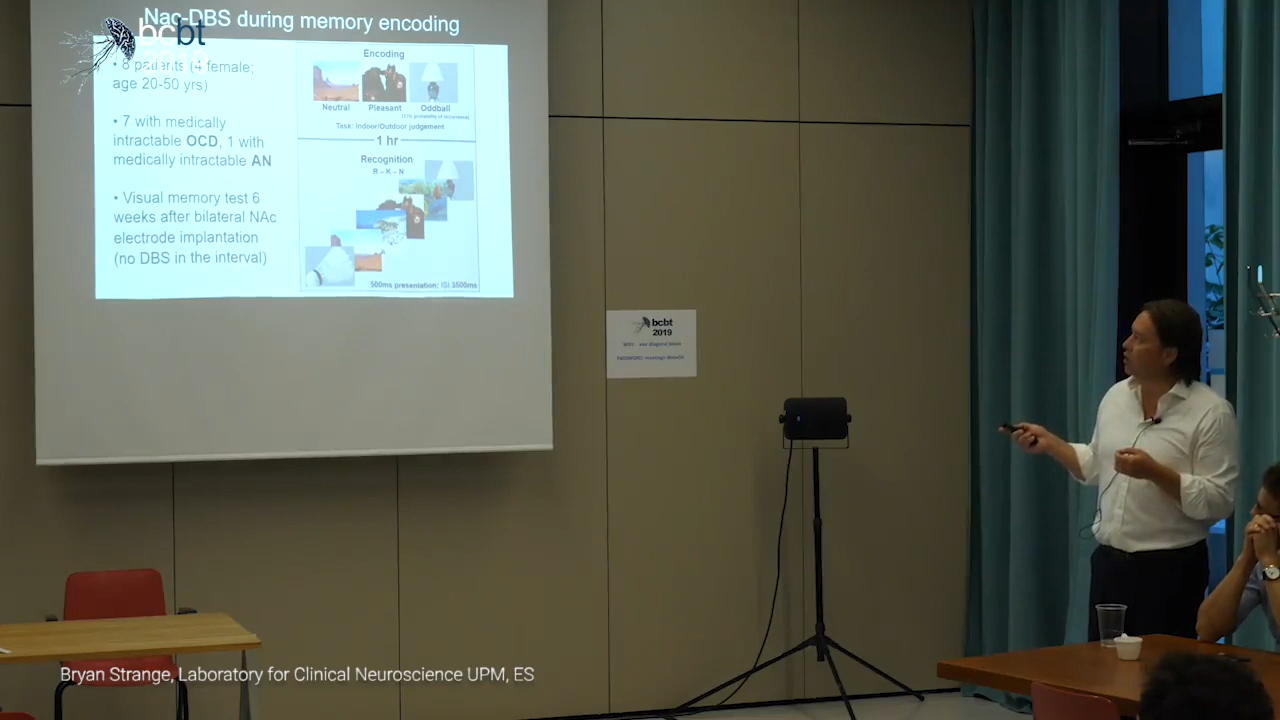 Nac-DBS during memory encoding
bcbt
2019
• 8 patients (4 female;
age 20-50 yrs)
• 7 with medically
intractable OCD, 1 with
medically intractable AN
• Visual memory test 6
weeks after bilateral NAc
electrode implantation
(no DBS in the interval)
Encoding
Neutral Pleasant Oddball
Task: Indoor/Outdoor judgement
1 hr
Recognition
R – K – N
500ms presentation; ISI 3500ms
bcbt
2019
Bryan Strange, Laboratory for Clinical Neuroscience UPM, ES